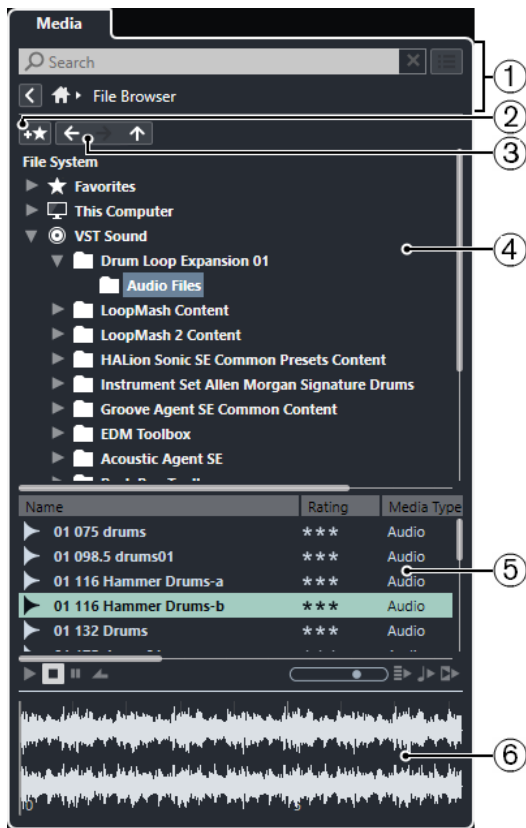 Media
Search
File Browser
1
2
3
File System
Favorites
This Computer
VST Sound
4
Drum Loop Expansion 01
Audio Files
LoopMash Content
LoopMash 2 Content
HALion Sonic SE Common Presets Content
Instrument Set Allen Morgan Signature Drums
Groove Agent SE Common Content
EDM Toolbox
Acoustic Agent SE
Name Rating Media Type
01 075 drums *** Audio
01 098.5 drums01 *** Audio
5
01 116 Hammer Drums-a *** Audio
01 116 Hammer Drums-b *** Audio
01 132 Drums *** Audio
6
0